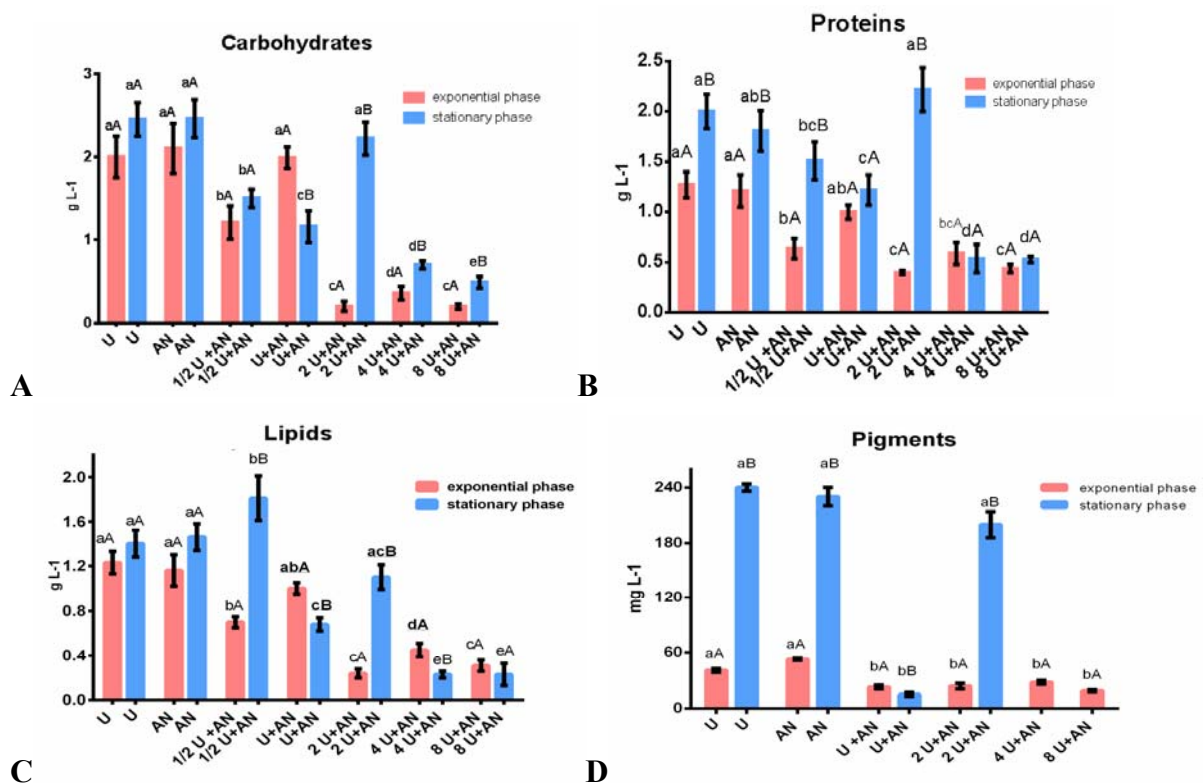 Carbohydrates
3
2
1
0
g L-1
aA
aA
aA
aA
bA
bA
aA
cB
cA
aB
dA
dB
cA
eB
exponential phase
stationary phase
U
U
AN
AN
1/2 U +AN
1/2 U+AN
U+AN
U+AN
2 U+AN
2 U+AN
4 U+AN
4 U+AN
8 U+AN
8 U+AN
A
Proteins
2.5
2.0
1.5
1.0
0.5
0.0
g L-1
aA
aB
aA
abB
bA
bcB
abA
cA
cA
aB
bcA
dA
cA
dA
exponential phase
stationary phase
U
U
AN
AN
1/2 U +AN
1/2 U+AN
U+AN
U+AN
2 U+AN
2 U+AN
4 U+AN
4 U+AN
8 U+AN
8 U+AN
B
Lipids
2.0
1.6
1.2
0.8
0.4
0.0
g L-1
aA
aA
aA
aA
bA
bB
abA
cB
cA
acB
dA
eB
cA
eA
exponential phase
stationary phase
U
U
AN
AN
1/2 U+AN
1/2 U+AN
U+AN
U+AN
2 U+AN
2 U+AN
4 U+AN
4 U+AN
8 U+AN
8 U+AN
C
Pigments
240
180
120
60
0
mg L-1
aA
aB
aA
aB
bA
bB
bA
aB
bA
bA
exponential phase
stationary phase
U
U
AN
AN
U +AN
U+AN
2 U+AN
2 U+AN
4 U+AN
8 U+AN
D